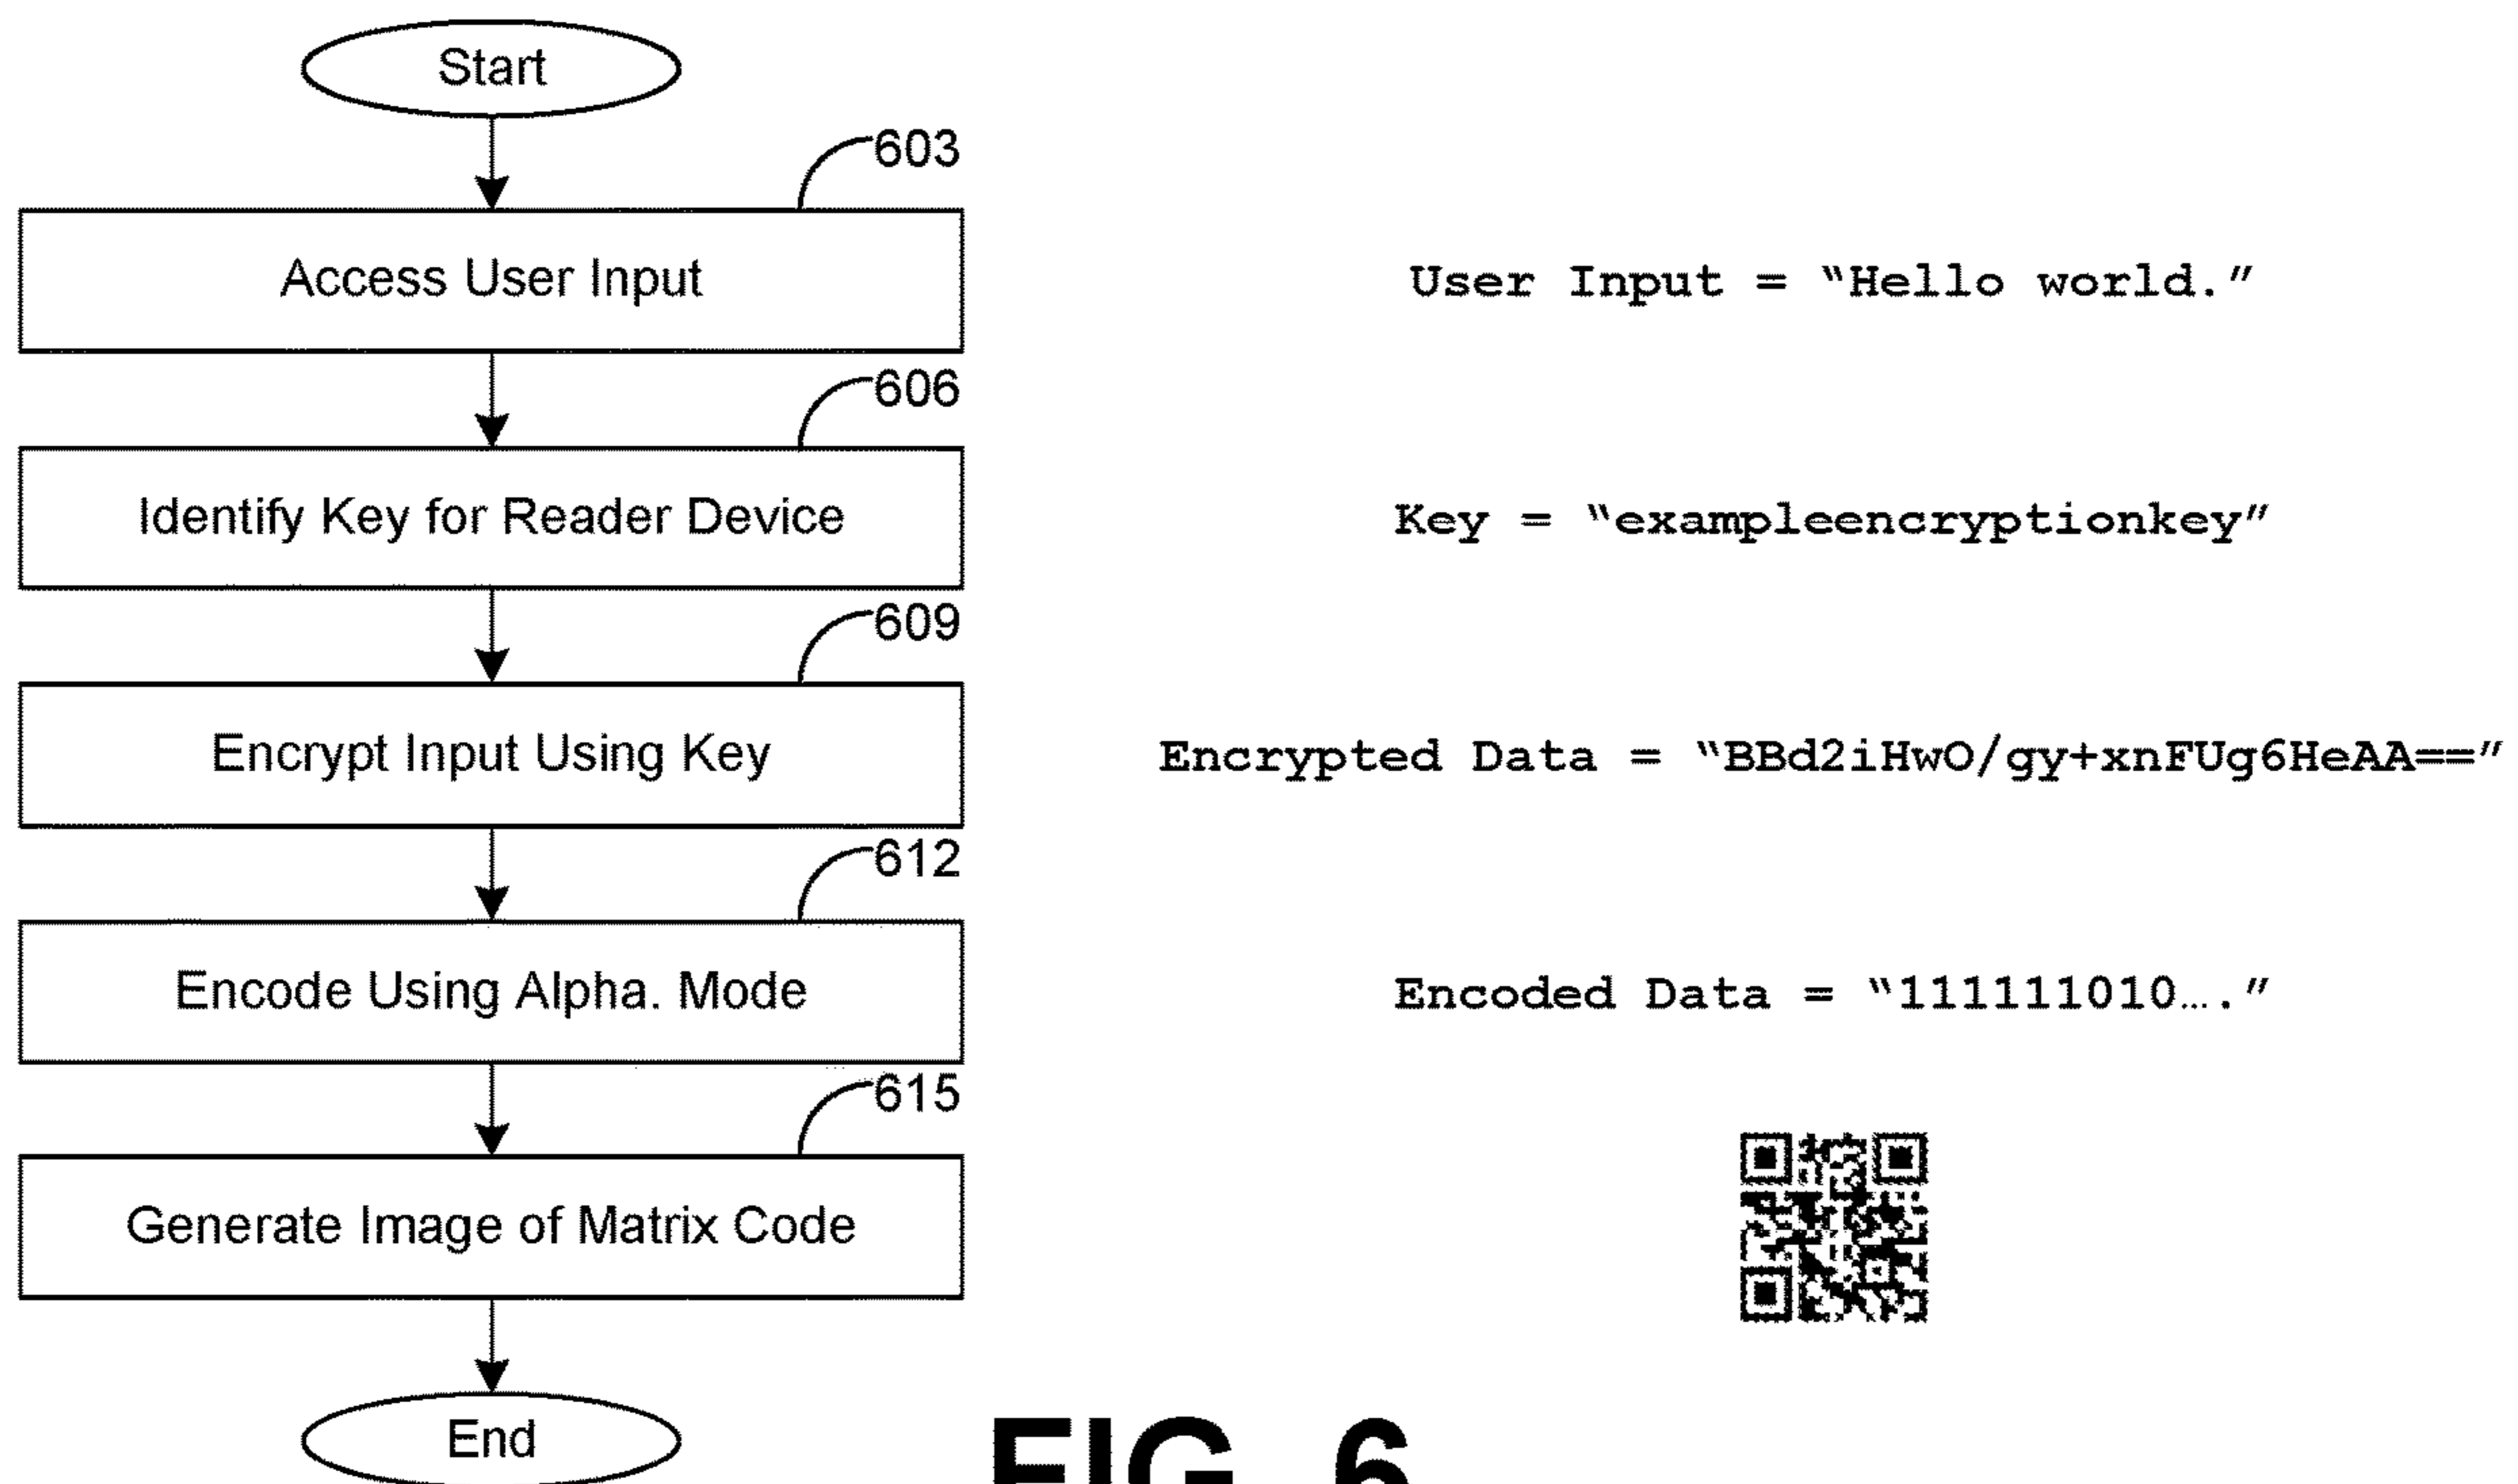 Start
603
Access User Input
User Input = “Hello world.”
606
Identify Key for Reader Device
Key = “exampleencryptionkey”
609
Encrypt Input Using Key
Encrypted Data = “BBd2iHwO/gy+xnFUg6HeAA==”
612
Encode Using Alpha. Mode
Encoded Data = “111111010….”
615
Generate Image of Matrix Code
End
FIG. 6